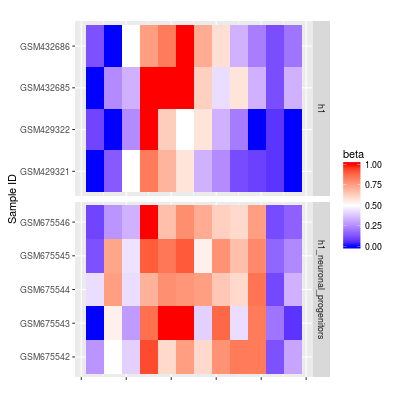 Sample ID
GSM432686
GSM432685
GSM429322
GSM429321
h1
GSM675546
GSM675545
GSM675544
GSM675543
GSM675542
h1_neuronal_progenitors
beta
1.00
0.75
0.50
0.25
0.00